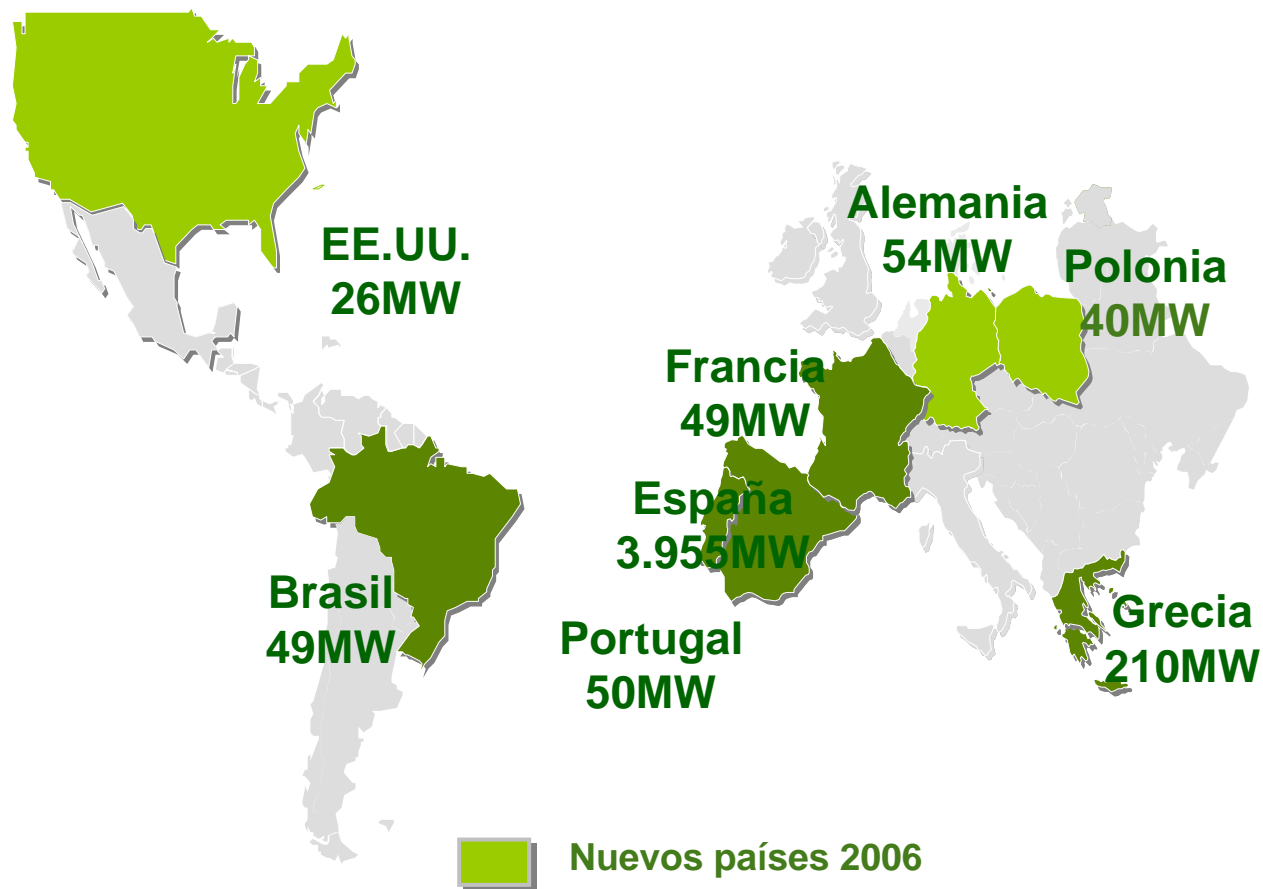 EE.UU.
26MW
Alemania
54MW
Polonia
40MW
Francia
49MW
España
3.955MW
Brasil
49MW
Portugal
50MW
Grecia
210MW
Nuevos países 2006